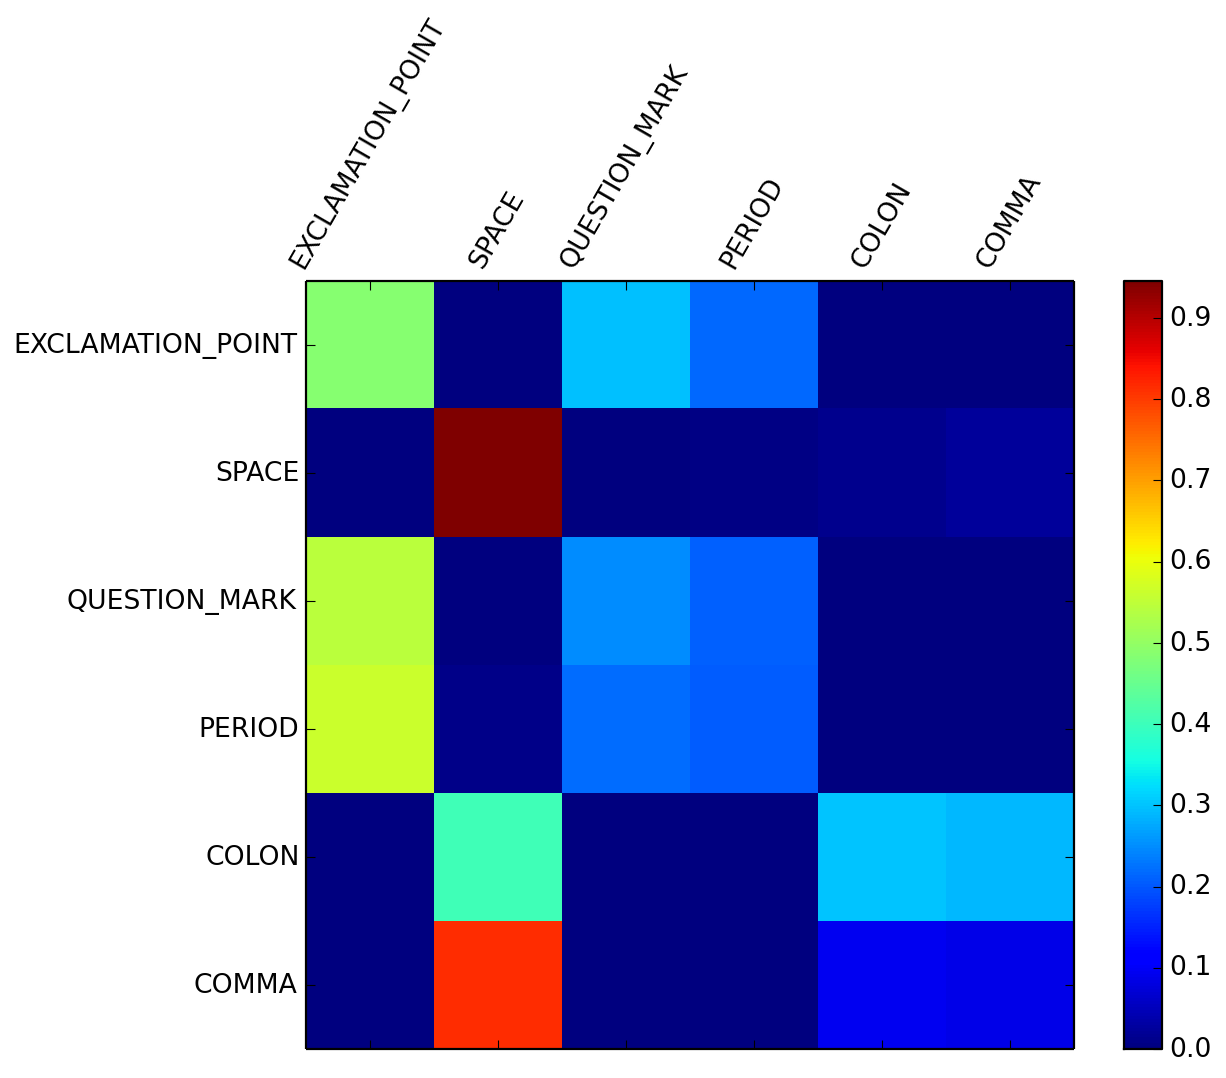 EXCLAMATION_POINT
SPACE
QUESTION_MARK
PERIOD
COLON
COMMA
EXCLAMATION_POINT
SPACE
QUESTION_MARK
PERIOD
COLON
COMMA
0.9
0.8
0.7
0.6
0.5
0.4
0.3
0.2
0.1
0.0